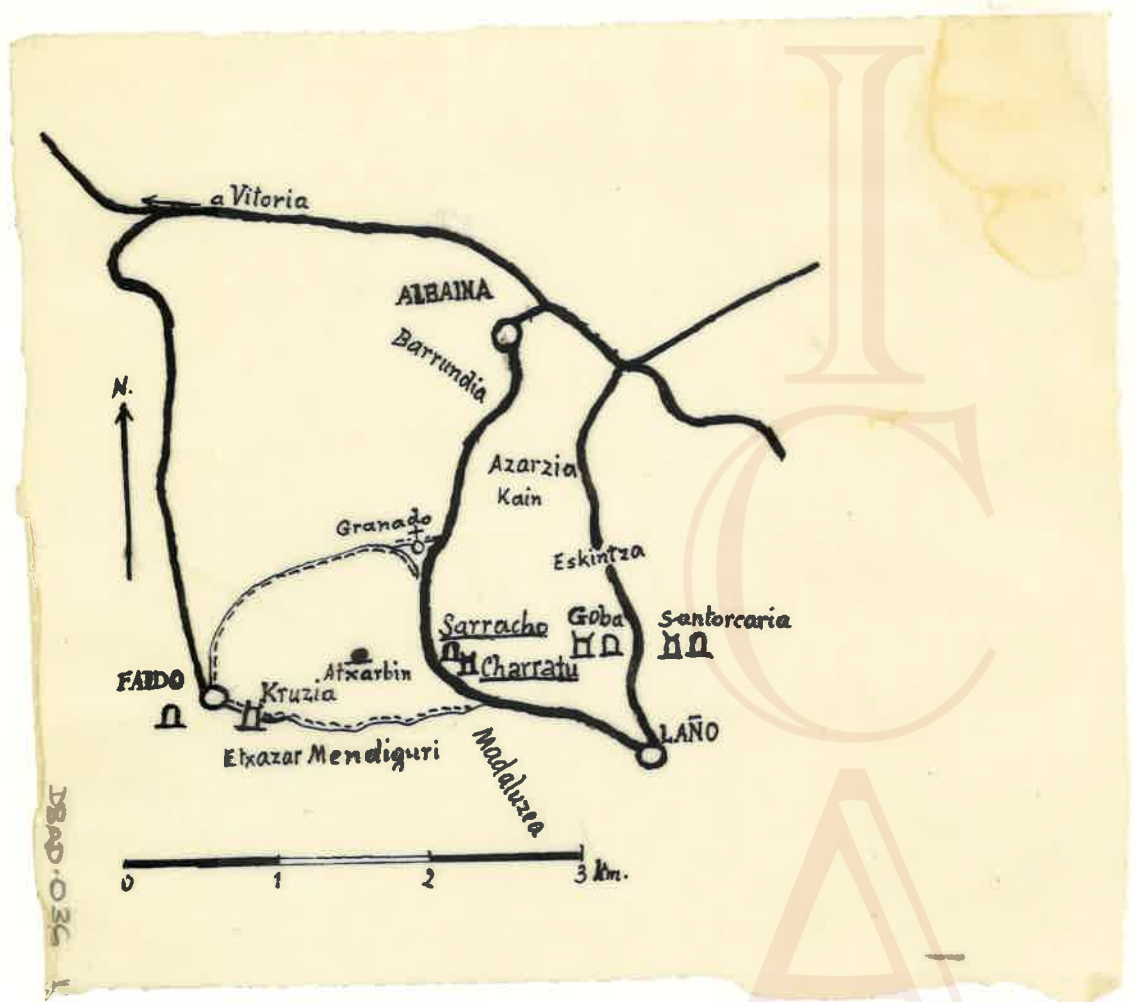 a Vitoria
ALBAINA
Barrundia
N.
Azarzia
Kain
Granado
Eskintza
Goba
Santorcaria
Sarracho
Charratu
Atxarbin
FAIDO
Kruzia
LAÑO
Etxazar Mendiguri
Madaluzea
0 1 2 3 Km.
I
C
A